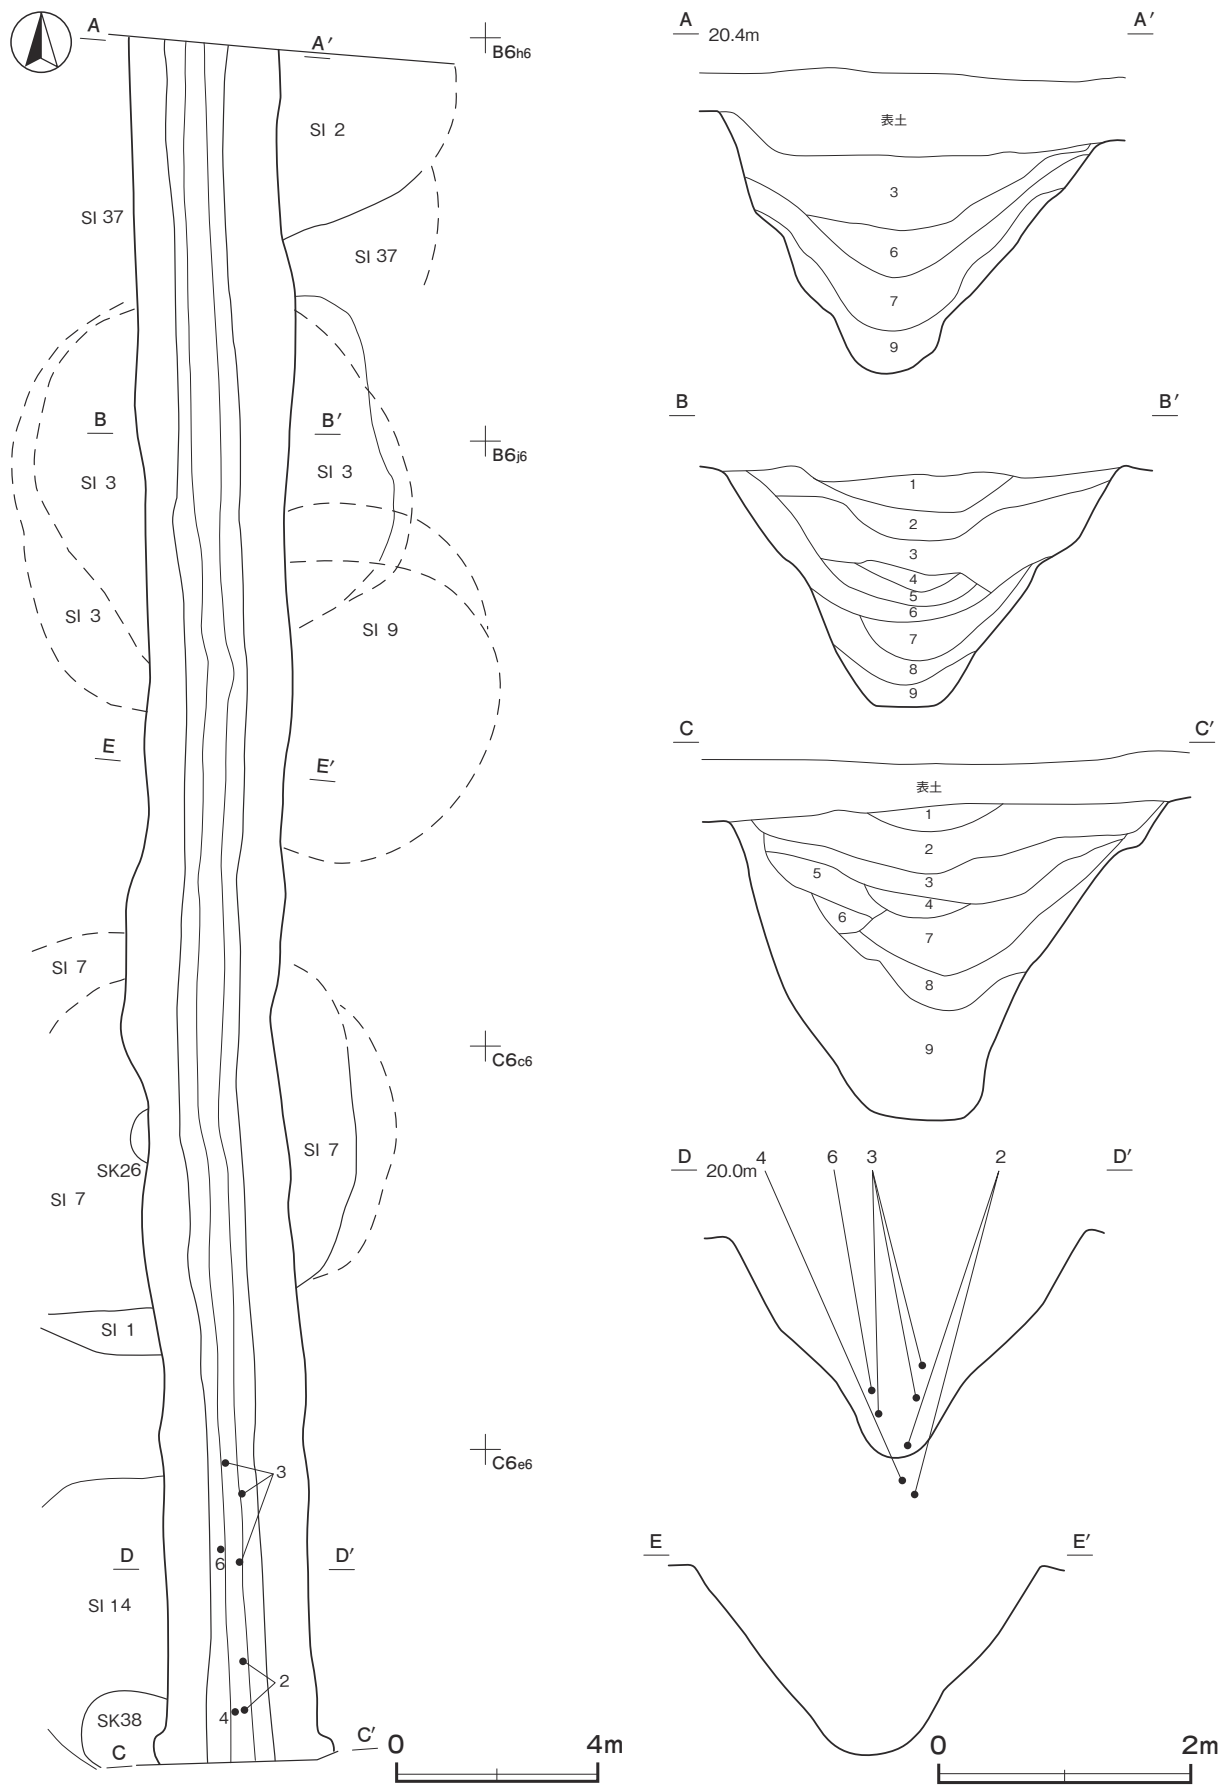 A
A′
B6h6
SI 2
SI 37
SI 37
B
B′
B6j6
SI 3
SI 3
SI 3
SI 9
E
E′
SI 7
C6c6
SI 7
SK26
SI 7
SI 1
C6e6
3
D
D′
6
SI 14
2
4
SK38
C
C′
0 4m
A 20.4m A′
表土
3
6
7
9
B B′
1
2
3
4
5
6
7
8
9
C C′
表土
1
2
5
3
4
6
7
8
9
D 20.0m 4 6 3 2 D′
E E′
0 2m